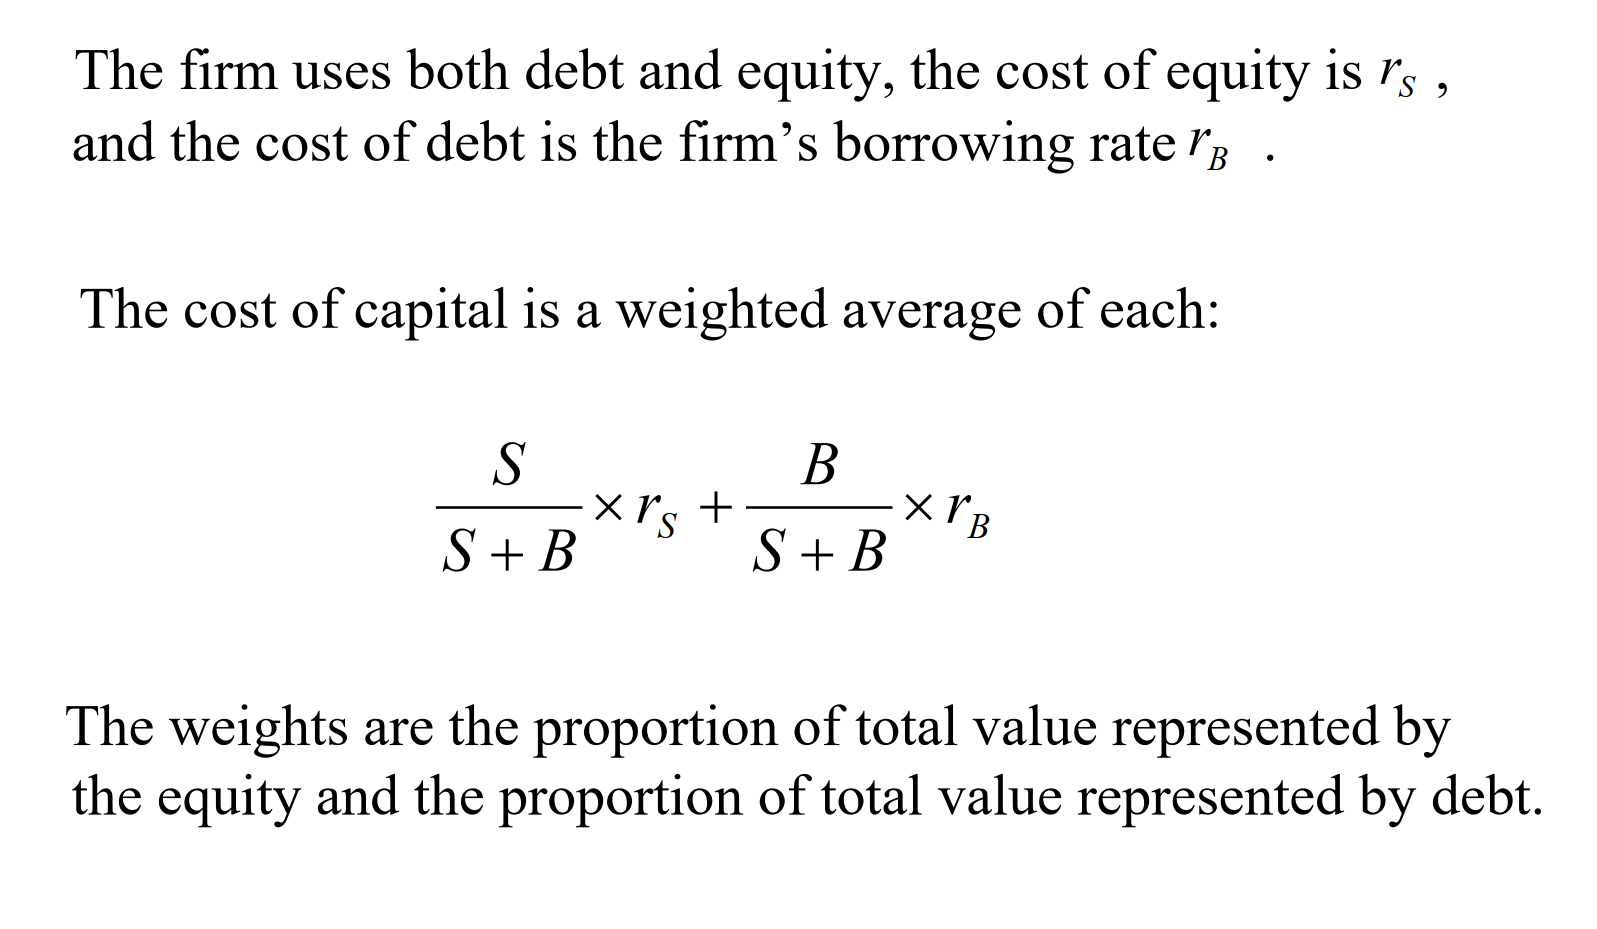 The firm uses both debt and equity, the cost of equity is r_S ,
and the cost of debt is the firm’s borrowing rate r_B .
The cost of capital is a weighted average of each:
\frac{S}{S + B} × r_S + \frac{B}{S + B} × r_B
The weights are the proportion of total value represented by
the equity and the proportion of total value represented by debt.